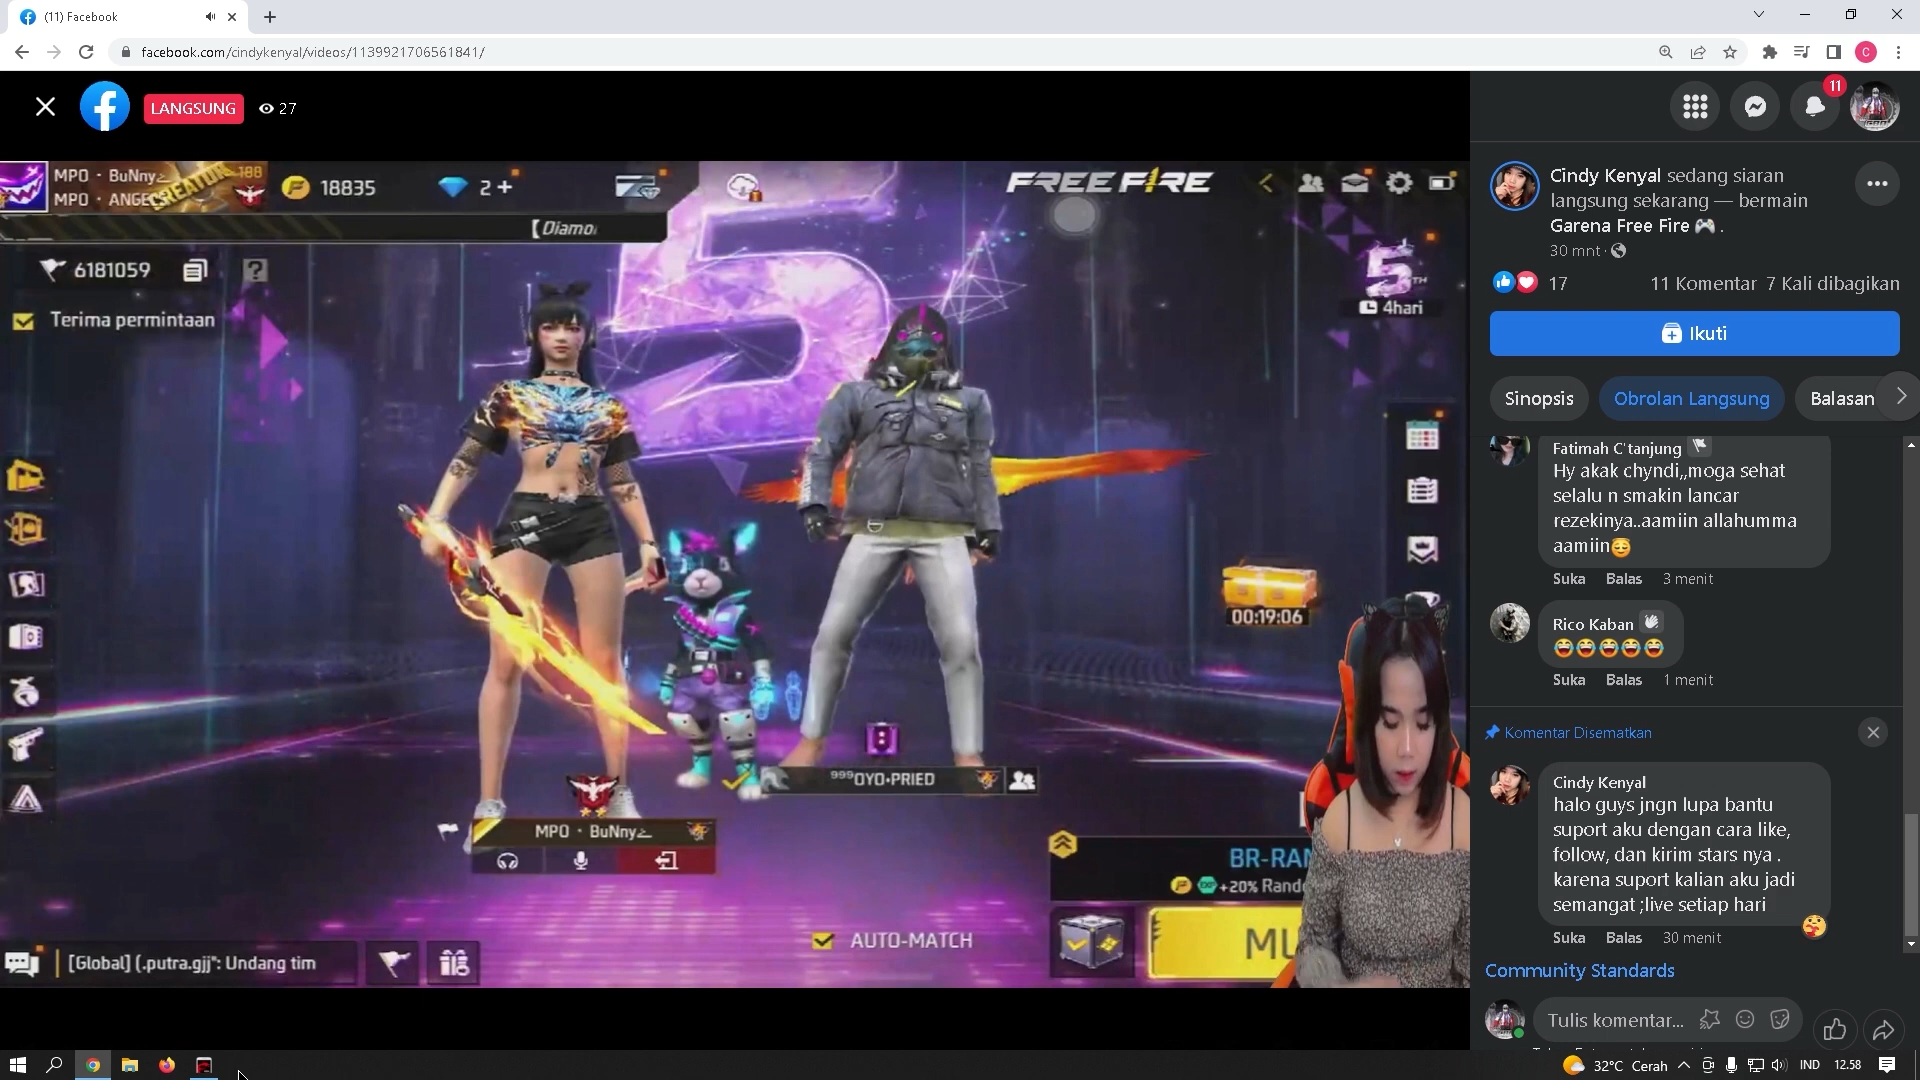 (11) Facebook
facebook.com/cindykenyal/videos/1139921706561841/
C
LANGSUNG
27
11
MPO・BuNny
MPO・ANGE
CREATOR
188
18835
2 +
FREE FIRE
【Diamo
6181059
?
Terima permintaan
5TH
4hari
00:19:06
999OYO•PRIED
MPO・BuNny
BR-RAN
+20% Rand
AUTO-MATCH
MU
[Global] (.putra.gjj": Undang tim
Cindy Kenyal sedang siaran
langsung sekarang — bermain
Garena Free Fire 🎮 .
30 mnt ·
17
11 Komentar 7 Kali dibagikan
Ikuti
Sinopsis
Obrolan Langsung
Balasan
Fatimah C'tanjung
Hy akak chyndi,,moga sehat
selalu n smakin lancar
rezekinya..aamiin allahumma
aamiin😇
Suka Balas 3 menit
Rico Kaban
😂😂😂😂😂
Suka Balas 1 menit
Komentar Disematkan
Cindy Kenyal
halo guys jngn lupa bantu
suport aku dengan cara like,
follow, dan kirim stars nya .
karena suport kalian aku jadi
semangat ;live setiap hari
Suka Balas 30 menit
Community Standards
Tulis komentar...
32°C Cerah
IND
12.58